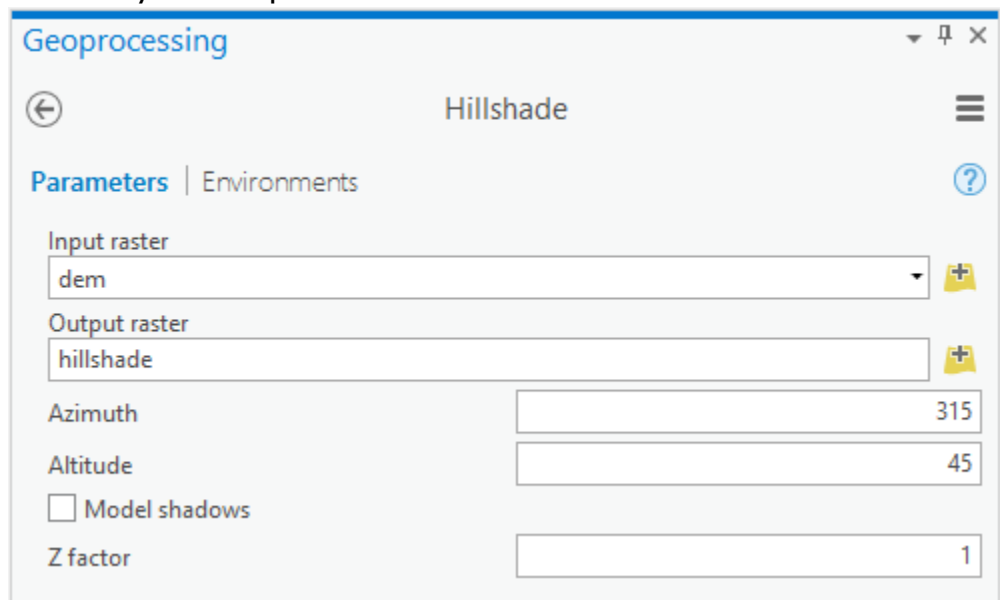 Geoprocessing
Hillshade
Parameters | Environments
Input raster
dem
Output raster
hillshade
Azimuth 315
Altitude 45
Model shadows
Z factor 1